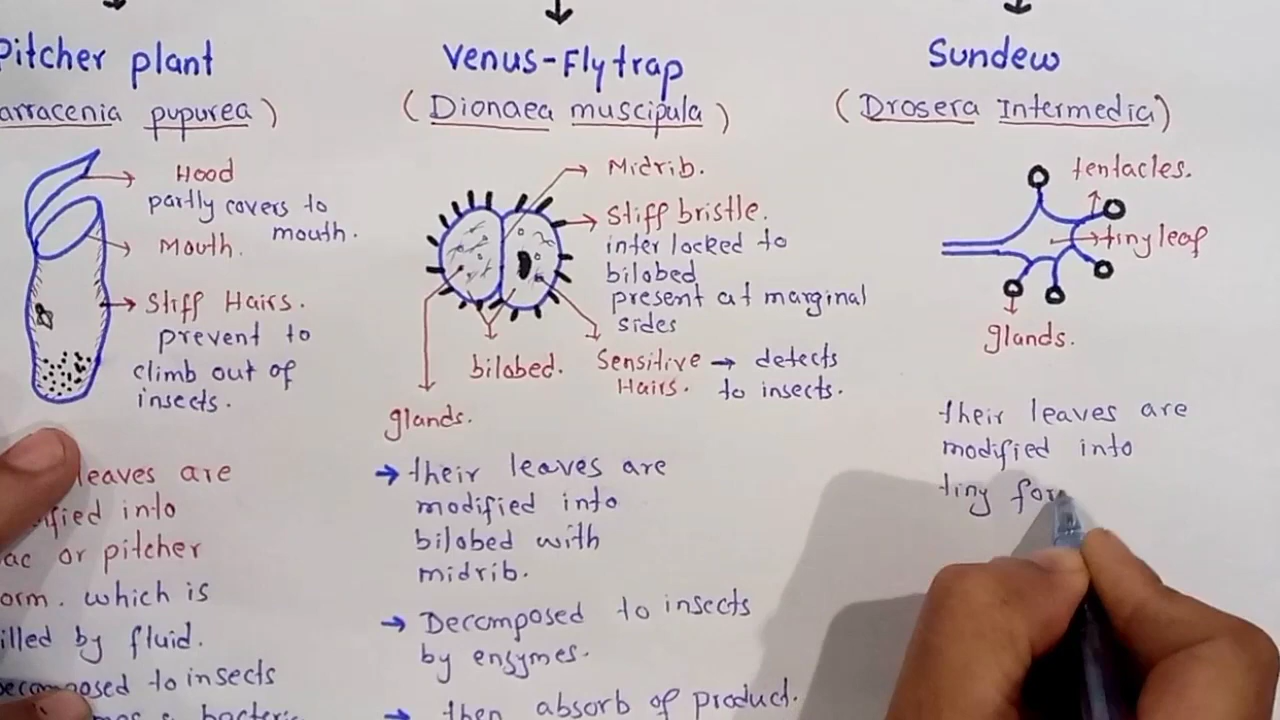 Pitcher plant
(arracenia pupurea)
Hood
partly covers to
mouth.
Mouth.
Stiff Hairs.
prevent to
climb out of
insects.
leaves are
ified into
ac or pitcher
orm. which is
illed by fluid.
ecomposed to insects
Venus-Flytrap
(Dionaea muscipula)
Midrib.
Stiff bristle.
interlocked to
bilobed
present at marginal
sides
bilobed.
Sensitive → detects
Hairs. to insects.
glands.
→ their leaves are
modified into
bilobed with
midrib.
→ Decomposed to insects
by enzymes.
→ then absorb of product.
Sundew
(Drosera Intermedia)
tentacles.
tiny leaf
glands.
their leaves are
modified into
tiny for